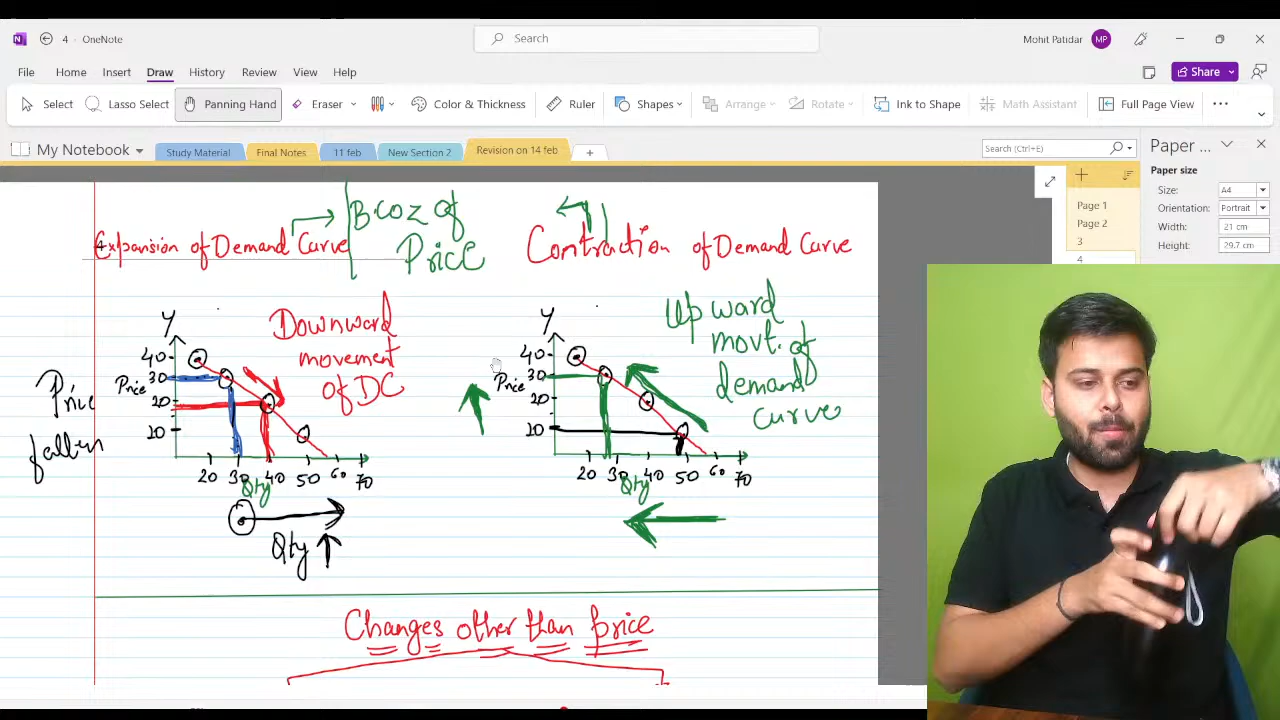 4 - OneNote
Search
Mohit Patidar MP
File Home Insert Draw History Review View Help
Share
Select Lasso Select Panning Hand Eraser Color & Thickness Ruler Shapes Arrange Rotate Ink to Shape Math Assistant Full Page View
My Notebook
Study Material Final Notes 11 feb New Section 2 Revision on 14 feb
Search (Ctrl+E)
Paper
Paper size
Size: A4
Orientation: Portrait
Width: 21 cm
Height: 29.7 cm
Page 1
Page 2
3
4
B.coz of
Price
Expansion of Demand Curve
Contraction of Demand Curve
Y
40
30
20
10
Price
20 30 40 50 60 70
Qty
Downward
movement
of DC
Price
fallen
Qty
Y
40
30
20
10
Price
20 30 40 50 60 70
Qty
Upward
movt. of
demand
curve
Changes other than price